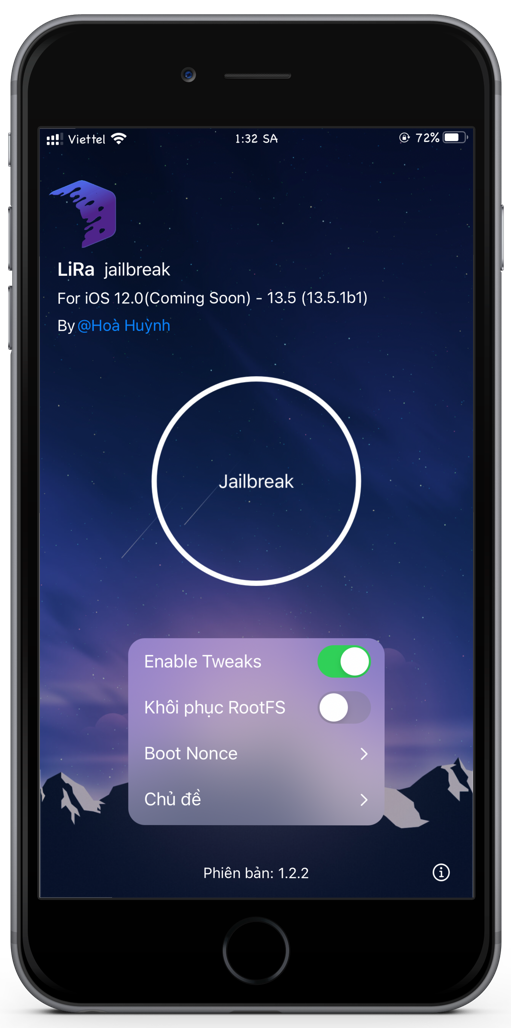 Viettel 1:32 SA 72%
LiRa jailbreak
For iOS 12.0(Coming Soon) - 13.5 (13.5.1b1)
By @Hoà Huỳnh
Jailbreak
Enable Tweaks
Khôi phục RootFS
Boot Nonce
Chủ đề
Phiên bản: 1.2.2